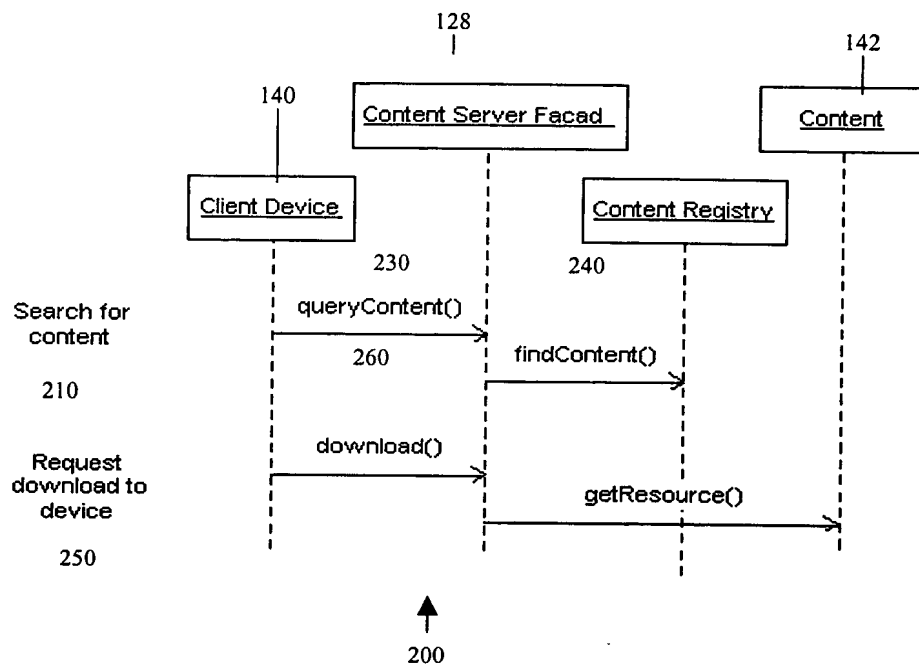 128
142
140
Content Server Facad
Content
Client Device
Content Registry
230
240
Search for
content
queryContent()
260
findContent()
210
Request
download to
device
download()
getResource()
250
200